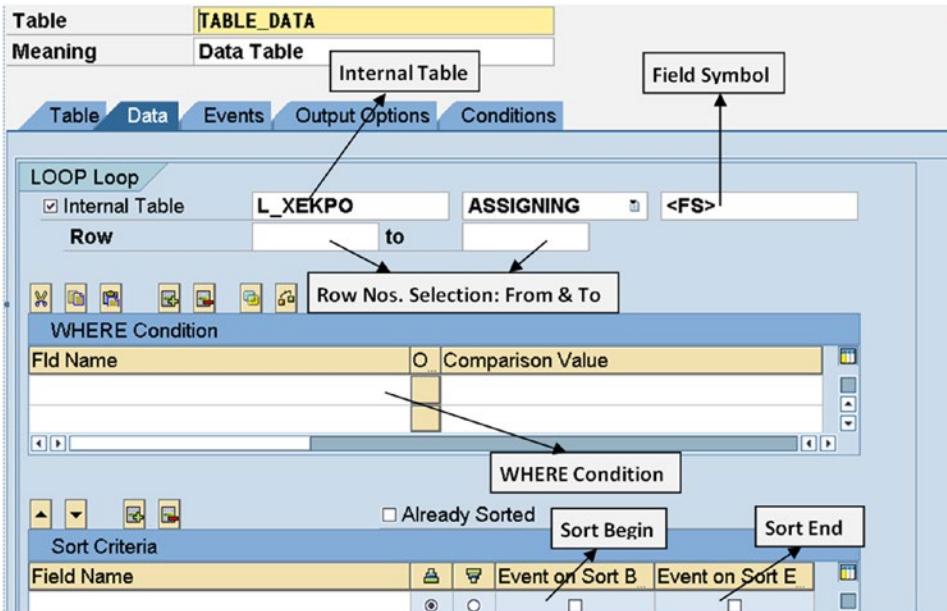 Table TABLE_DATA
Meaning Data Table
Internal Table
Field Symbol
Table Data Events Output Options Conditions
LOOP Loop
Internal Table L_XEKPO ASSIGNING <FS>
Row to
Row Nos. Selection: From & To
WHERE Condition
Fld Name O... Comparison Value
WHERE Condition
Already Sorted
Sort Begin
Sort End
Sort Criteria
Field Name Event on Sort B... Event on Sort E...